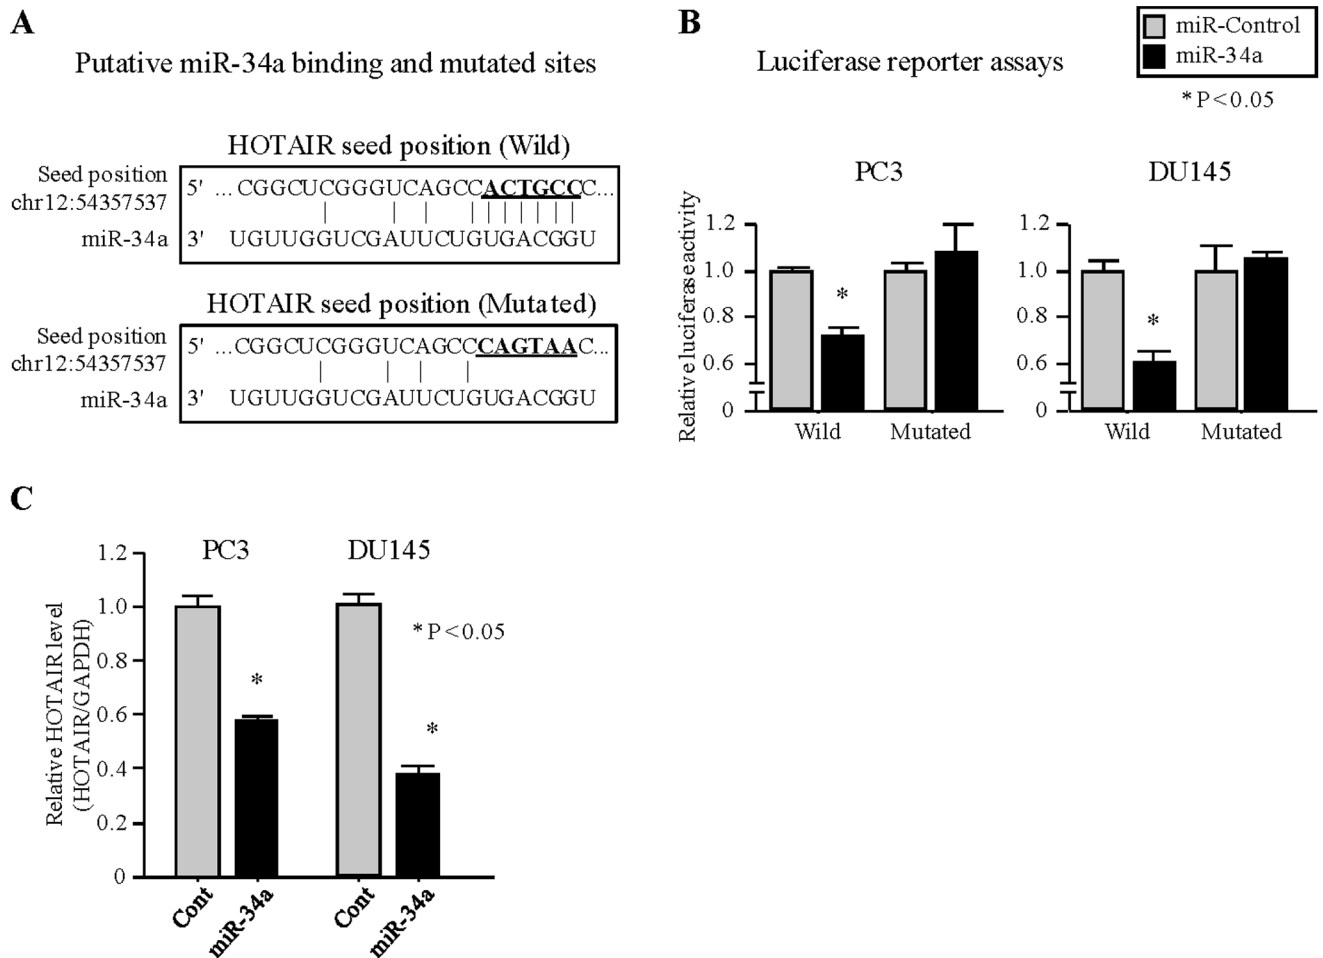 A
Putative miR-34a binding and mutated sites
HOTAIR seed position (Wild)
Seed position
chr12:54357537
5' ... CGGCUCGGGUCAGCCACTGCCC...
miR-34a 3' UGUUGGUCGAUUCUGUGACGGU
HOTAIR seed position (Mutated)
Seed position
chr12:54357537
5' ...CGGCUCGGGUCAGCCCAGTAAC...
miR-34a 3' UGUUGGUCGAUUCUGUGACGGU
B
Luciferase reporter assays
miR-Control
miR-34a
* P<0.05
PC3
DU145
Relative luciferase activity
1.2
1.0
0.8
0.6
0
Wild Mutated
1.2
1.0
0.8
0.6
0
Wild Mutated
*
*
C
PC3
DU145
Relative HOTAIR level
(HOTAIR/GAPDH)
1.2
1.0
0.8
0.6
0.4
0.2
0
* P<0.05
*
*
Cont miR-34a Cont miR-34a